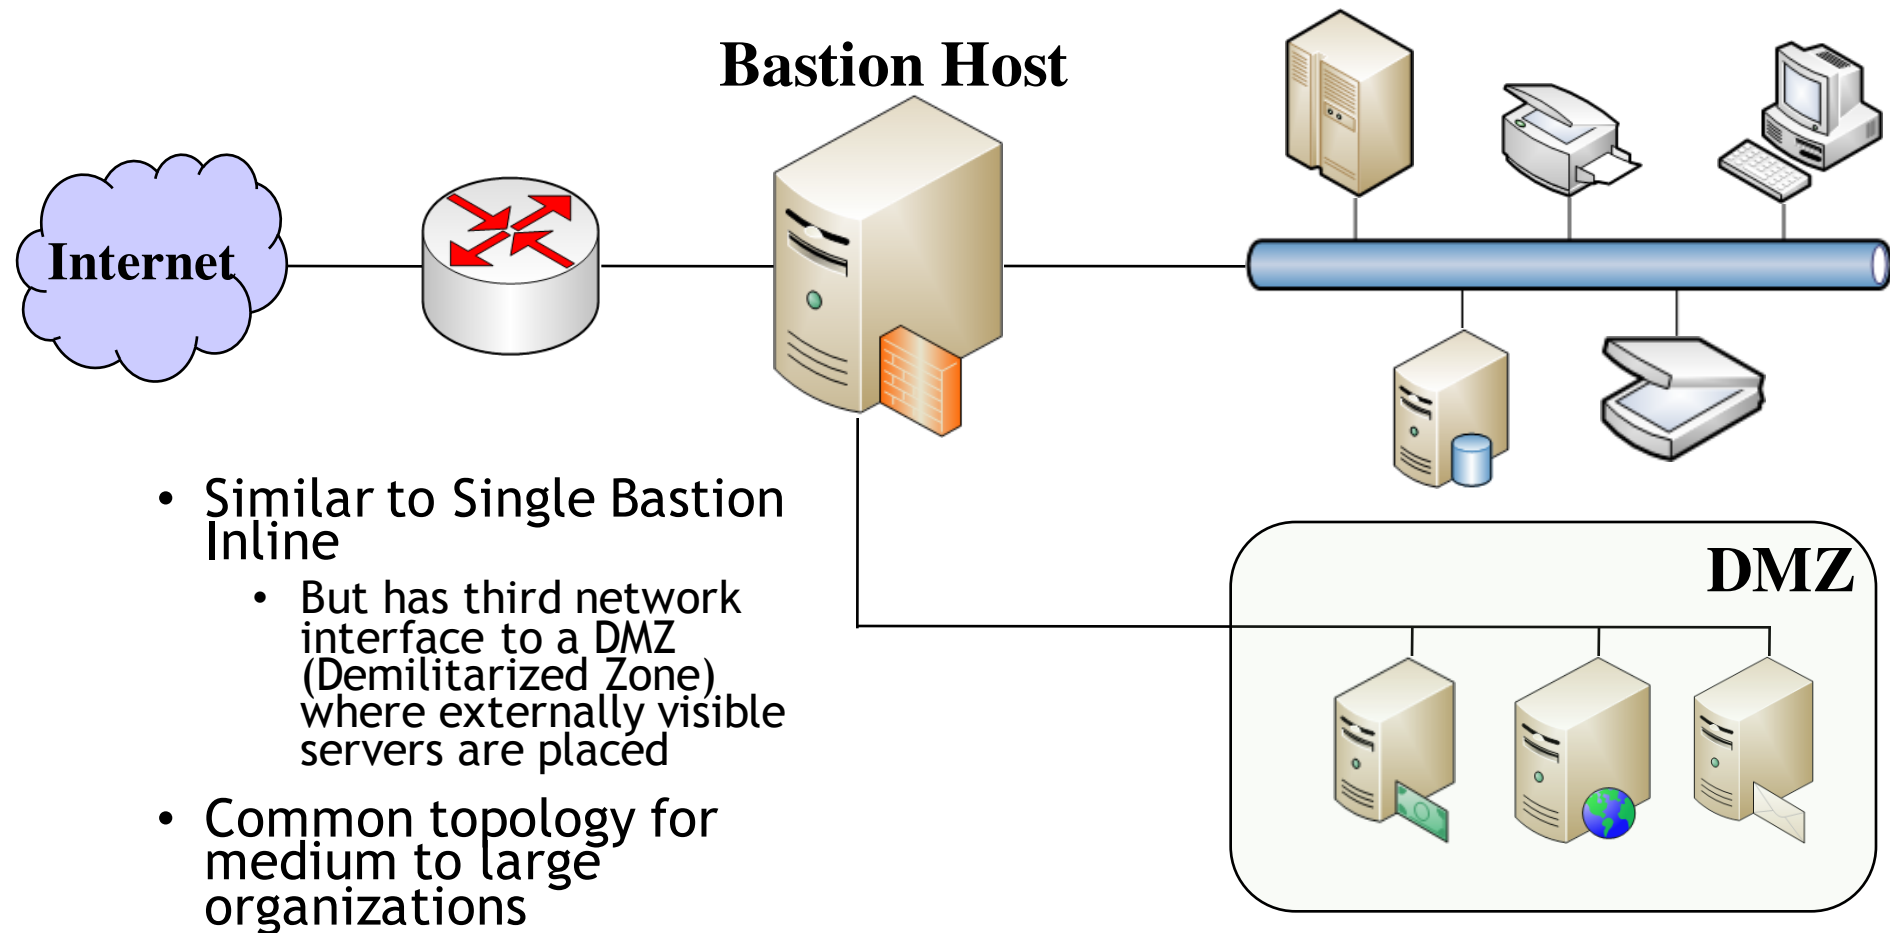 Bastion Host
Internet
• Similar to Single Bastion
Inline
• But has third network
interface to a DMZ
(Demilitarized Zone)
where externally visible
servers are placed
• Common topology for
medium to large
organizations
DMZ